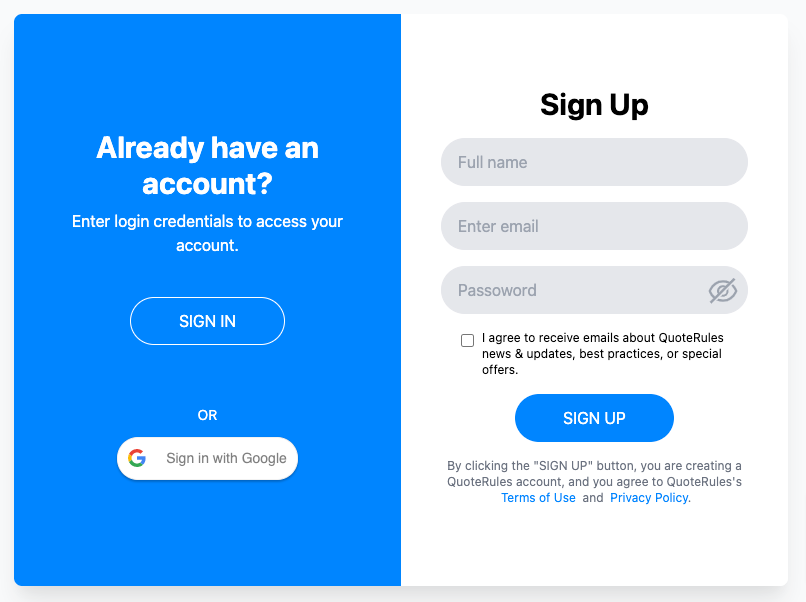 Already have an
account?
Enter login credentials to access your
account.
SIGN IN
OR
Sign in with Google
Sign Up
Full name
Enter email
Passoword
I agree to receive emails about QuoteRules
news & updates, best practices, or special
offers.
SIGN UP
By clicking the "SIGN UP" button, you are creating a
QuoteRules account, and you agree to QuoteRules's
Terms of Use and Privacy Policy.